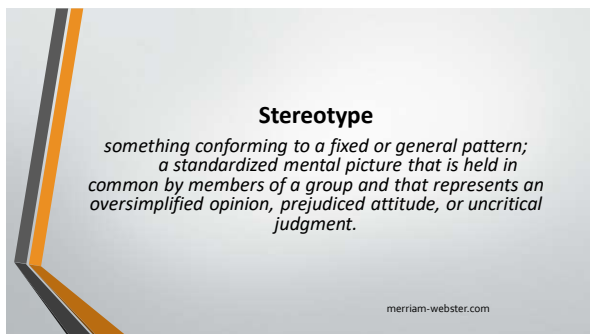 Stereotype
something conforming to a fixed or general pattern;
a standardized mental picture that is held in
common by members of a group and that represents an
oversimplified opinion, prejudiced attitude, or uncritical
judgment.
merriam-webster.com